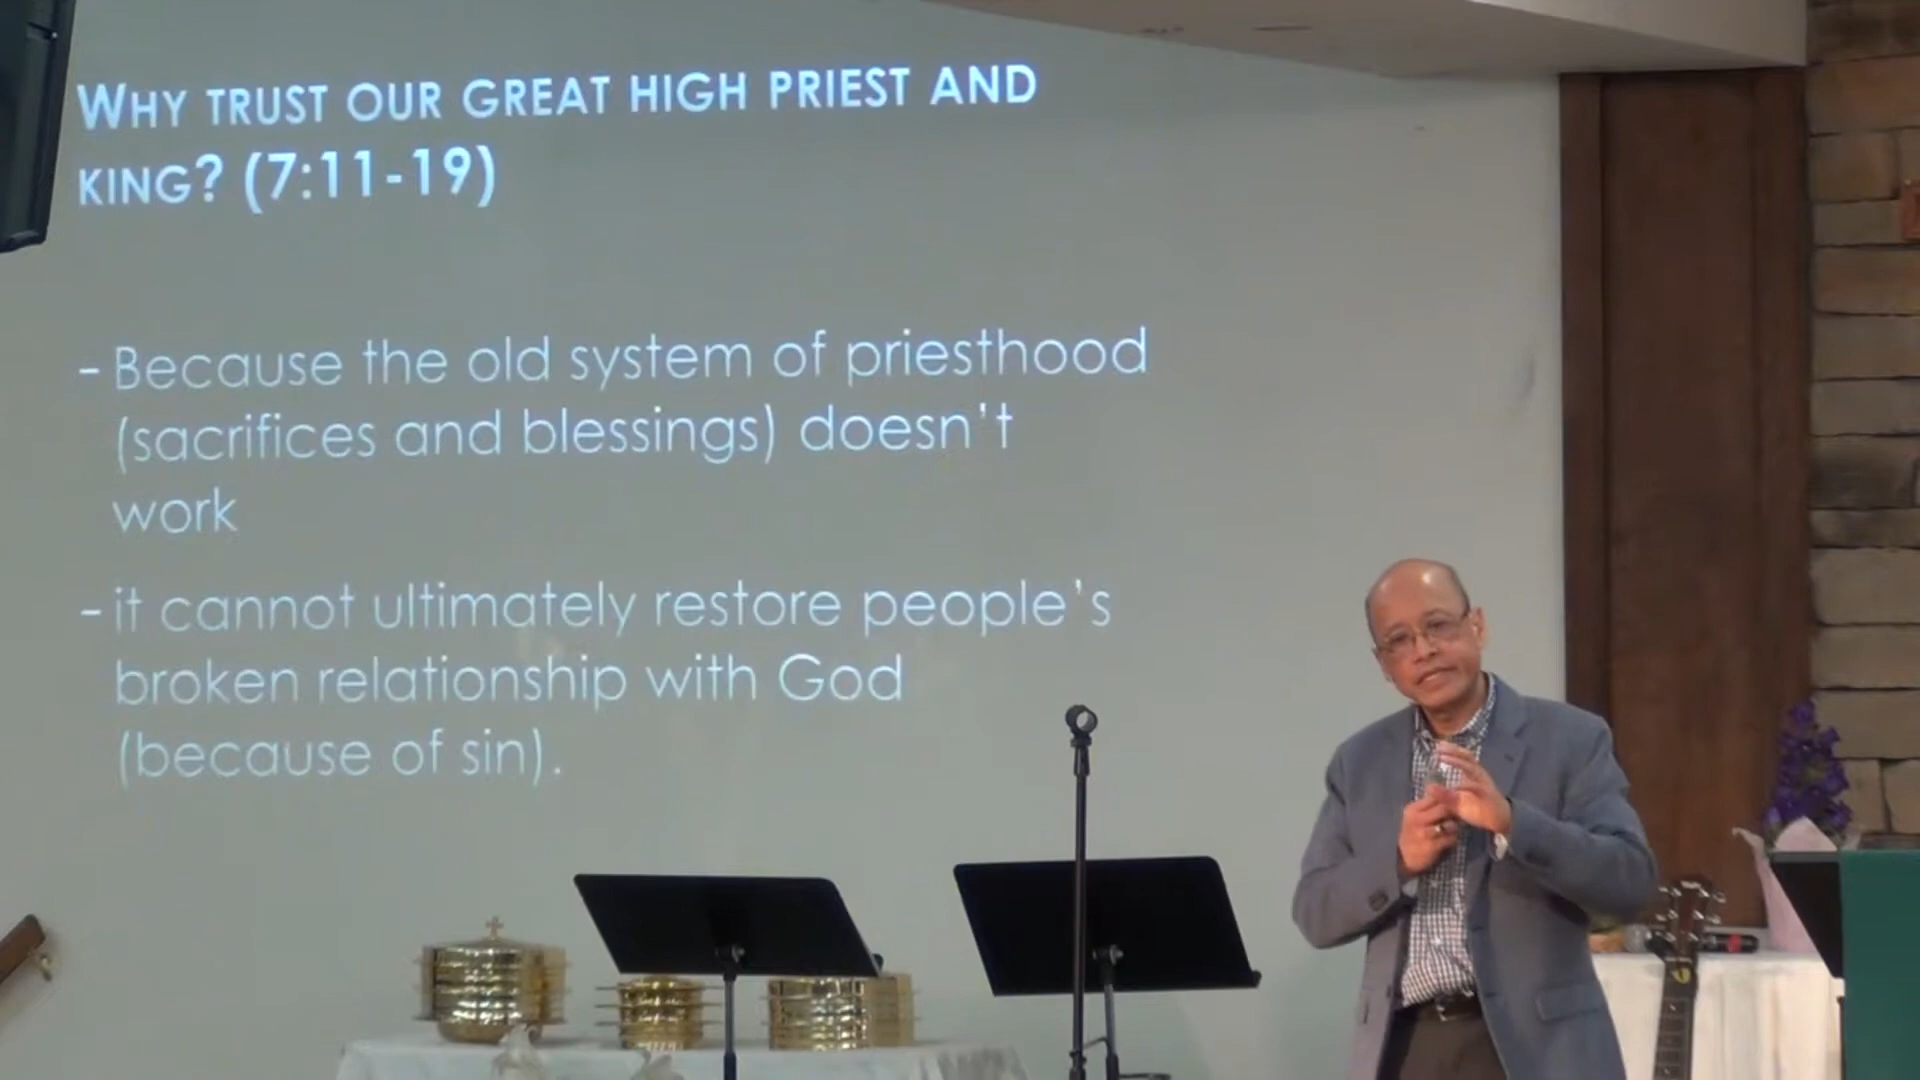 WHY TRUST OUR GREAT HIGH PRIEST AND
KING? (7:11-19)
- Because the old system of priesthood
(sacrifices and blessings) doesn't
work
- it cannot ultimately restore people's
broken relationship with God
(because of sin).